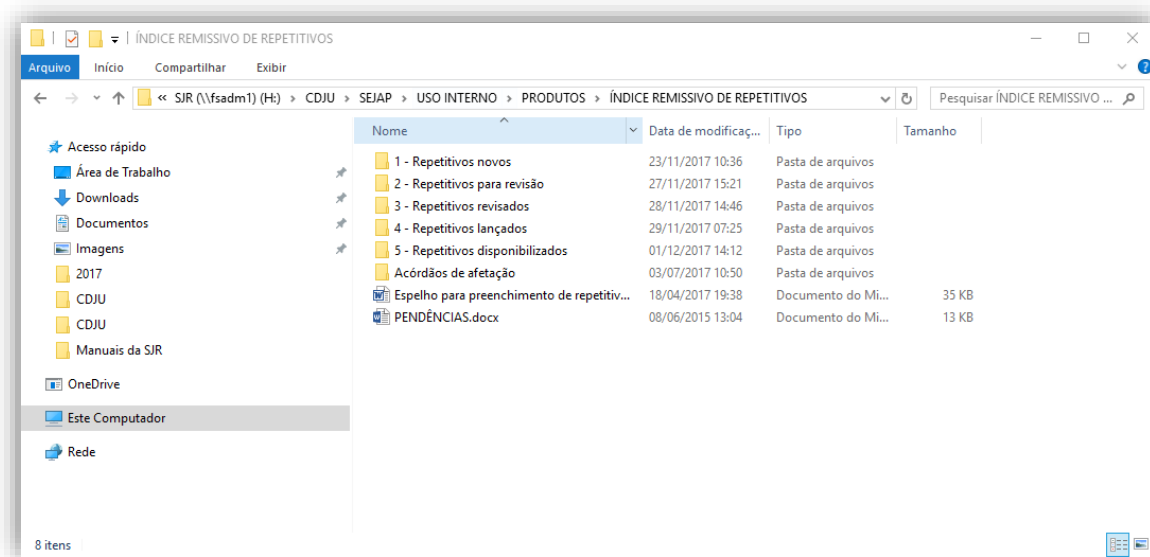 ÍNDICE REMISSIVO DE REPETITIVOS
Arquivo Início Compartilhar Exibir
« SJR (\\fsadm1) (H:) › CDJU › SEJAP › USO INTERNO › PRODUTOS › ÍNDICE REMISSIVO DE REPETITIVOS Pesquisar ÍNDICE REMISSIVO ...
Nome Data de modificaç... Tipo Tamanho
Acesso rápido
Área de Trabalho
Downloads
Documentos
Imagens
2017
CDJU
CDJU
Manuais da SJR
OneDrive
Este Computador
Rede
1 - Repetitivos novos 23/11/2017 10:36 Pasta de arquivos
2 - Repetitivos para revisão 27/11/2017 15:21 Pasta de arquivos
3 - Repetitivos revisados 28/11/2017 14:46 Pasta de arquivos
4 - Repetitivos lançados 29/11/2017 07:25 Pasta de arquivos
5 - Repetitivos disponibilizados 01/12/2017 14:12 Pasta de arquivos
Acórdãos de afetação 03/07/2017 10:50 Pasta de arquivos
Espelho para preenchimento de repetitiv... 18/04/2017 19:38 Documento do Mi... 35 KB
PENDÊNCIAS.docx 08/06/2015 13:04 Documento do Mi... 13 KB
8 itens